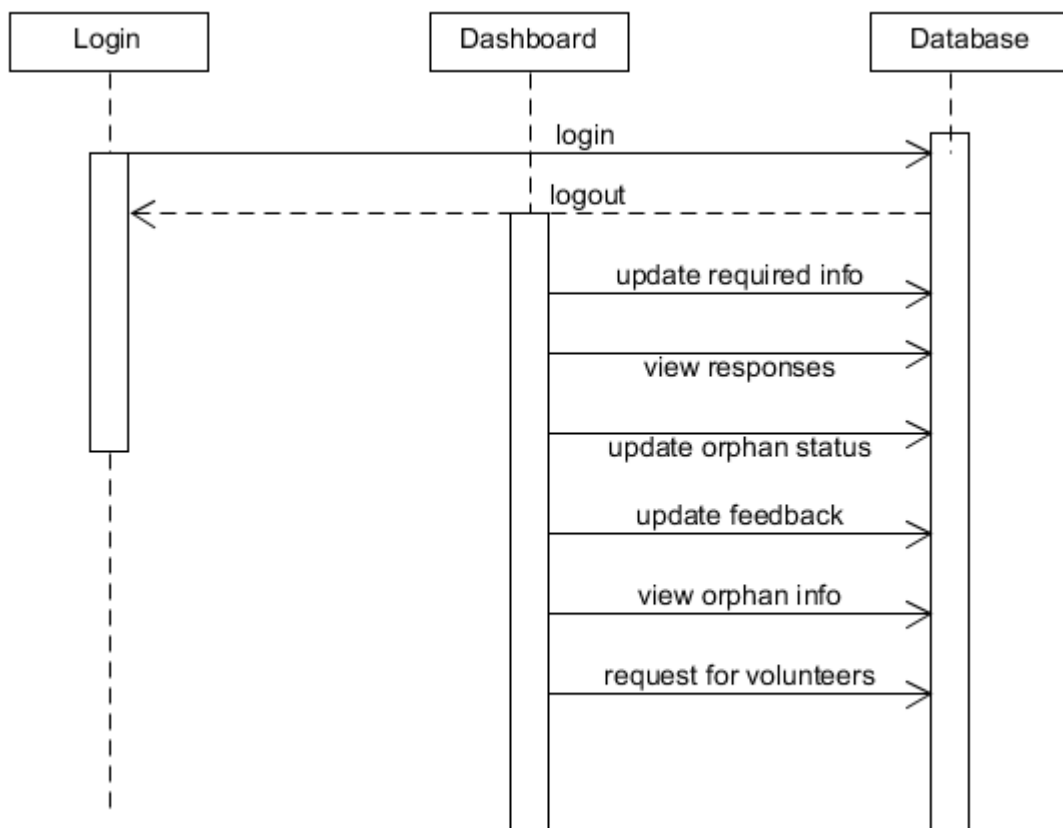 Login
Dashboard
Database
login
logout
update required info
view responses
update orphan status
update feedback
view orphan info
request for volunteers